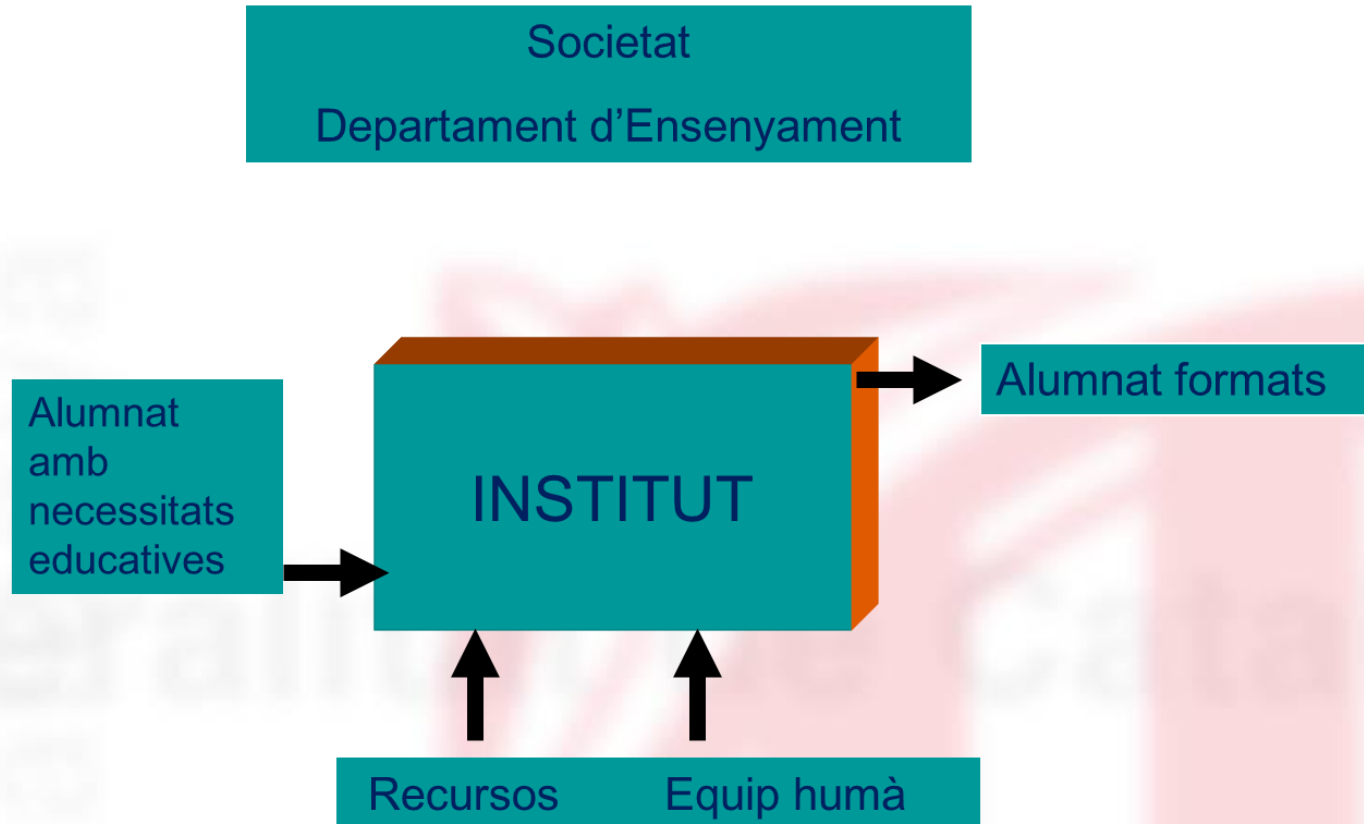 Societat
Departament d’Ensenyament
Alumnat formats
Alumnat
amb
necessitats
educatives
INSTITUT
Recursos Equip humà